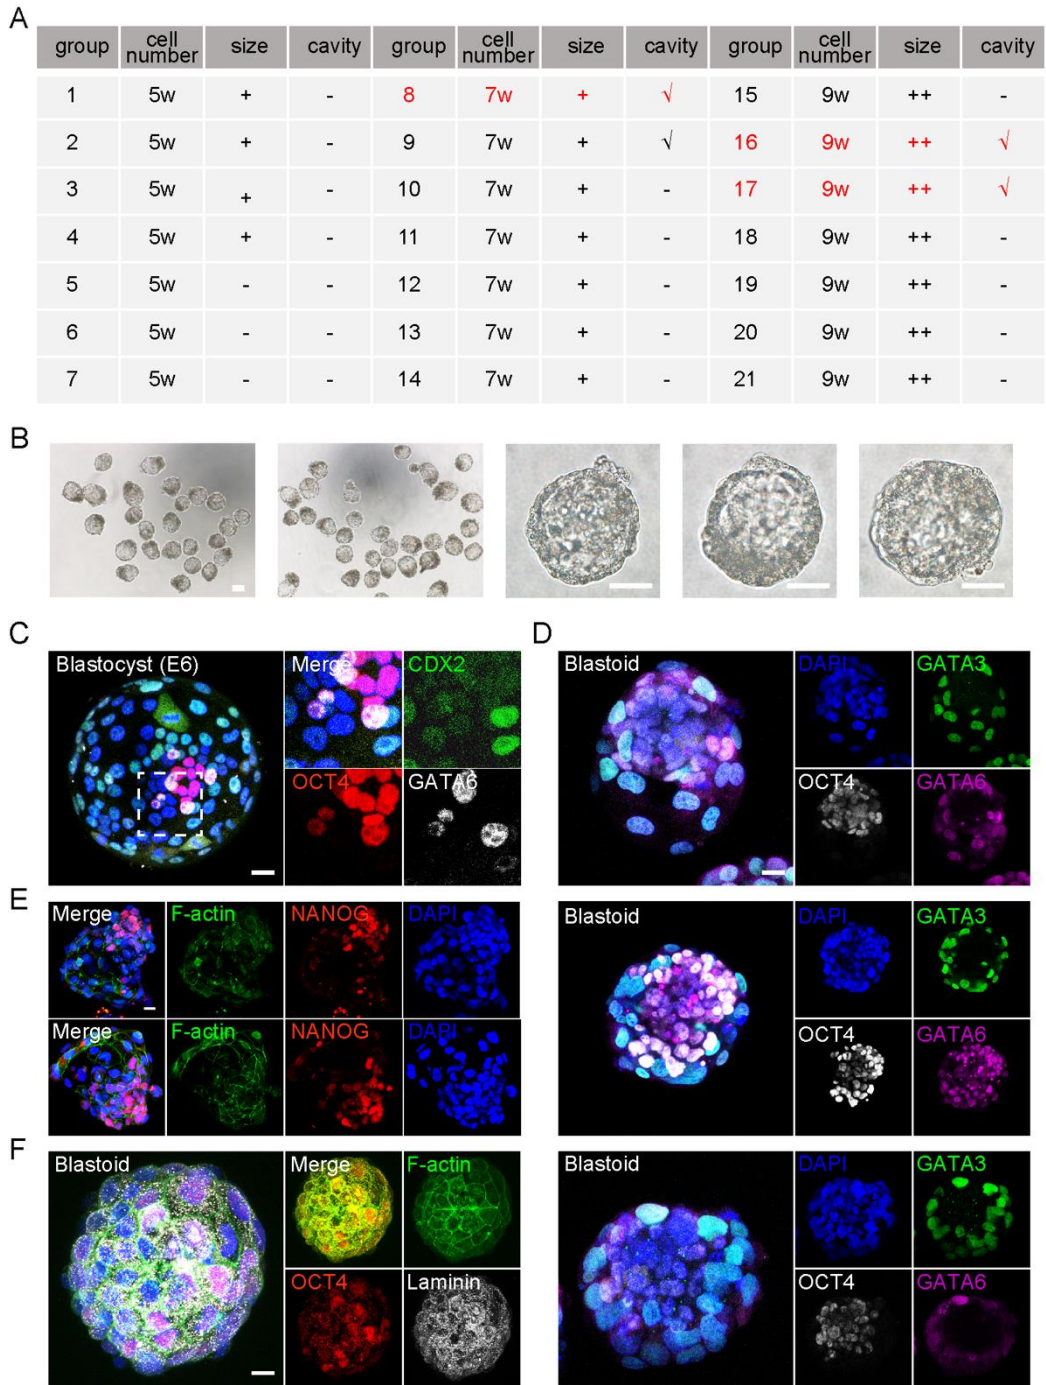 A
group cell number size cavity group cell number size cavity group cell number size cavity
1 5w + - 8 7w + √ 15 9w ++ -
2 5w + - 9 7w + √ 16 9w ++ √
3 5w + - 10 7w + - 17 9w ++ √
4 5w + - 11 7w + - 18 9w ++ -
5 5w - - 12 7w + - 19 9w ++ -
6 5w - - 13 7w + - 20 9w ++ -
7 5w - - 14 7w + - 21 9w ++ -
B
C
Blastocyst (E6) Merge CDX2
OCT4 GATA6
D
Blastoid DAPI GATA3
OCT4 GATA6
E
Merge F-actin NANOG DAPI
Merge F-actin NANOG DAPI
Blastoid DAPI GATA3
OCT4 GATA6
F
Blastoid Merge F-actin
OCT4 Laminin
Blastoid DAPI GATA3
OCT4 GATA6